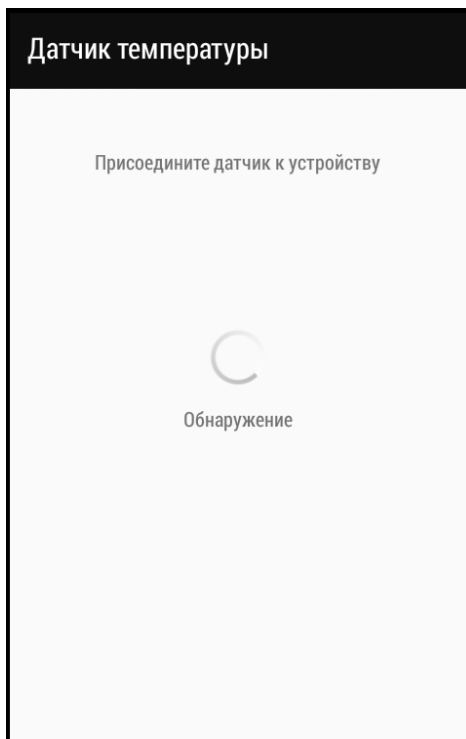 Датчик температуры
Присоедините датчик к устройству
Обнаружение